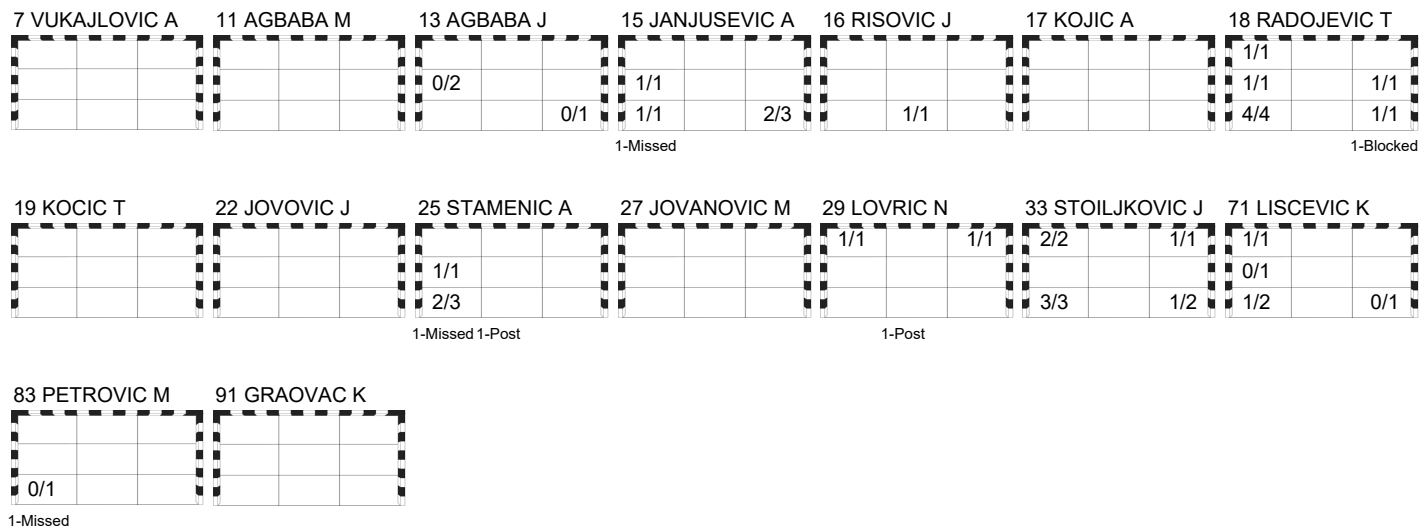 7 VUKAJLOVIC A 11 AGBABA M 13 AGBABA J 15 JANJUSEVIC A 16 RISOVIC J 17 KOJIC A 18 RADOJEVIC T
1/1
0/2 1/1 1/1 1/1
0/1 1/1 2/3 1/1 4/4 1/1
1-Missed 1-Blocked
19 KOCIC T 22 JOVOVIC J 25 STAMENIC A 27 JOVANOVIC M 29 LOVRIC N 33 STOILJKOVIC J 71 LISCEVIC K
1/1 1/1 2/2 1/1 1/1
1/1 0/1
2/3 3/3 1/2 1/2 0/1
1-Missed 1-Post 1-Post
83 PETROVIC M 91 GRAOVAC K
0/1
1-Missed